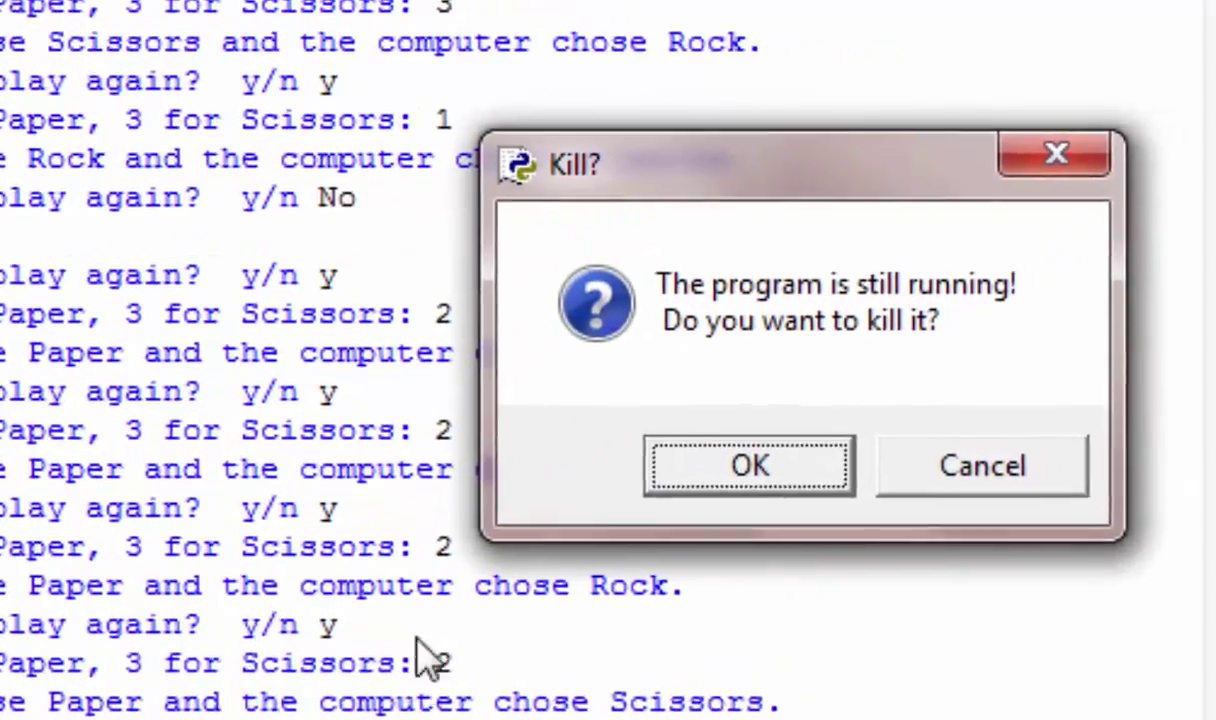 Paper, 3 for Scissors: 3
se Scissors and the computer chose Rock.
play again?  y/n y
Paper, 3 for Scissors: 1
e Rock and the computer c
play again?  y/n No
play again?  y/n y
Paper, 3 for Scissors: 2
e Paper and the computer
play again?  y/n y
Paper, 3 for Scissors: 2
e Paper and the computer
play again?  y/n y
Paper, 3 for Scissors: 2
e Paper and the computer chose Rock.
play again?  y/n y
Paper, 3 for Scissors: 2
se Paper and the computer chose Scissors.
Kill?
The program is still running!
Do you want to kill it?
OK
Cancel